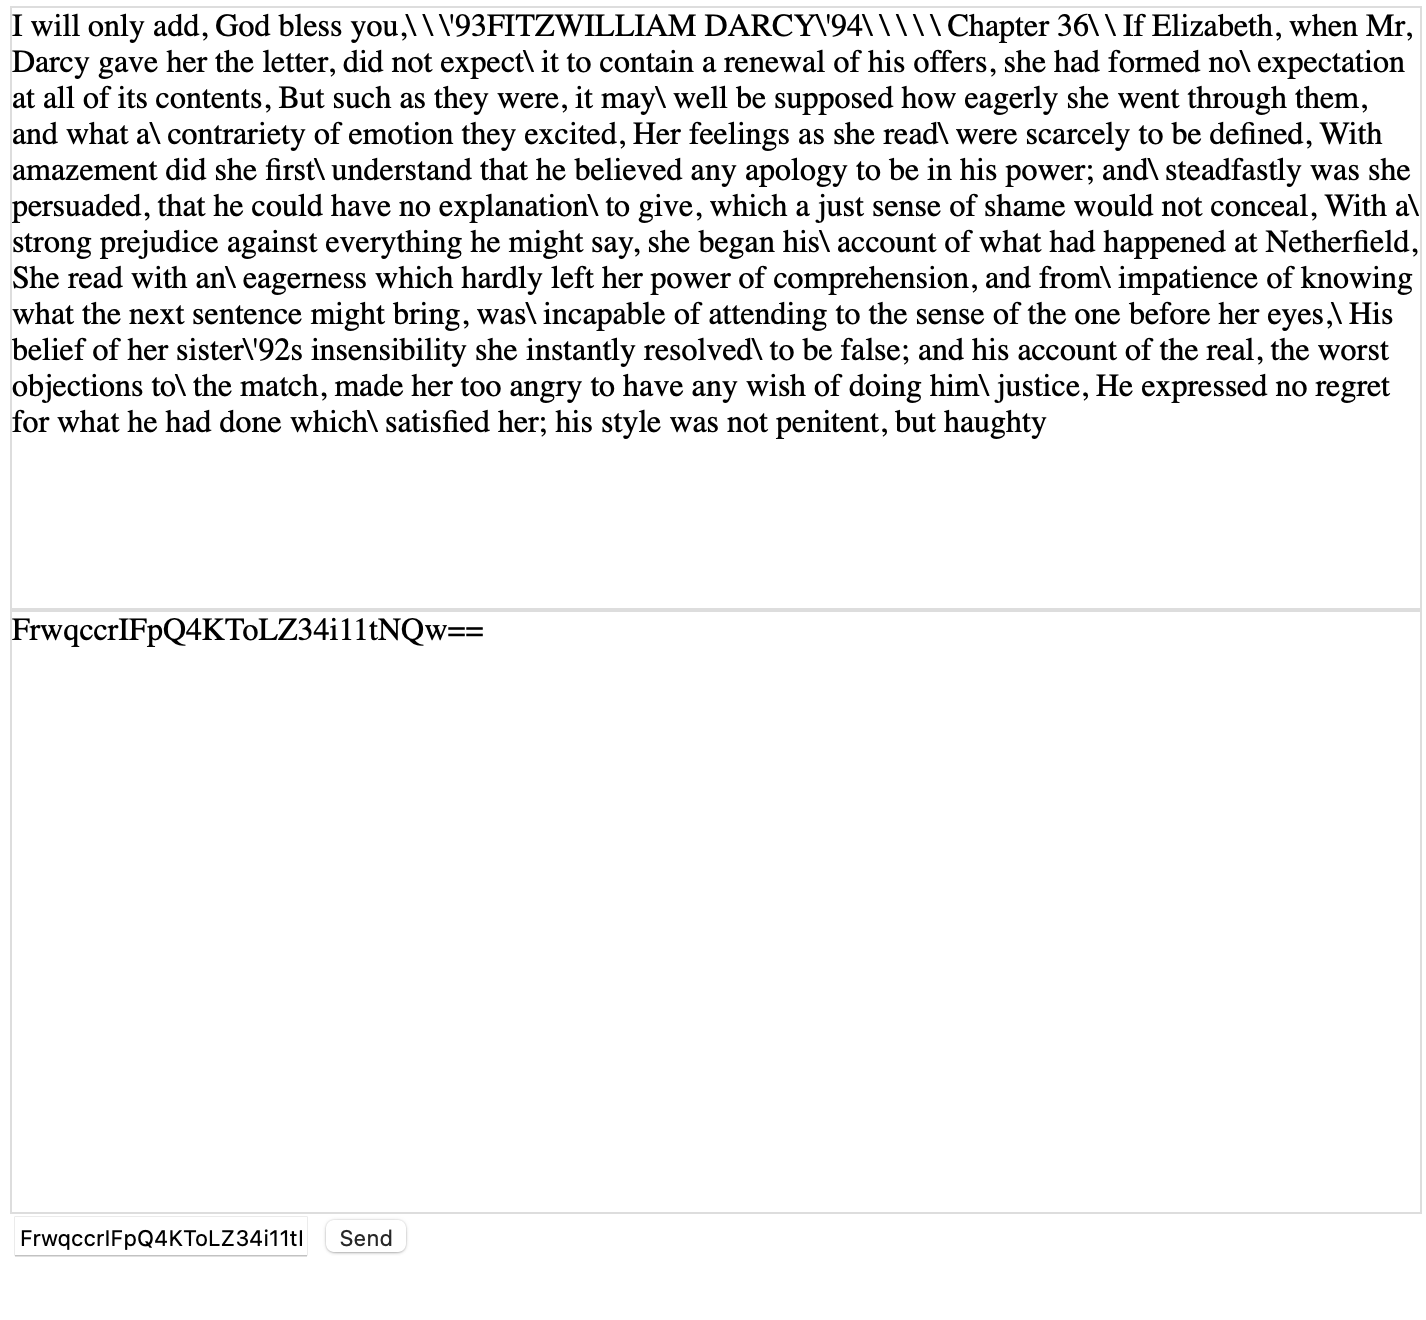 I will only add, God bless you,\ \ \'93FITZWILLIAM DARCY\'94\ \ \ \ \ Chapter 36\ \ If Elizabeth, when Mr,
Darcy gave her the letter, did not expect\ it to contain a renewal of his offers, she had formed no\ expectation
at all of its contents, But such as they were, it may\ well be supposed how eagerly she went through them,
and what a\ contrariety of emotion they excited, Her feelings as she read\ were scarcely to be defined, With
amazement did she first\ understand that he believed any apology to be in his power; and\ steadfastly was she
persuaded, that he could have no explanation\ to give, which a just sense of shame would not conceal, With a\
strong prejudice against everything he might say, she began his\ account of what had happened at Netherfield,
She read with an\ eagerness which hardly left her power of comprehension, and from\ impatience of knowing
what the next sentence might bring, was\ incapable of attending to the sense of the one before her eyes,\ His
belief of her sister\'92s insensibility she instantly resolved\ to be false; and his account of the real, the worst
objections to\ the match, made her too angry to have any wish of doing him\ justice, He expressed no regret
for what he had done which\ satisfied her; his style was not penitent, but haughty
FrwqccrIFpQ4KToLZ34i11tNQw==
FrwqccrIFpQ4KToLZ34i11tI
Send